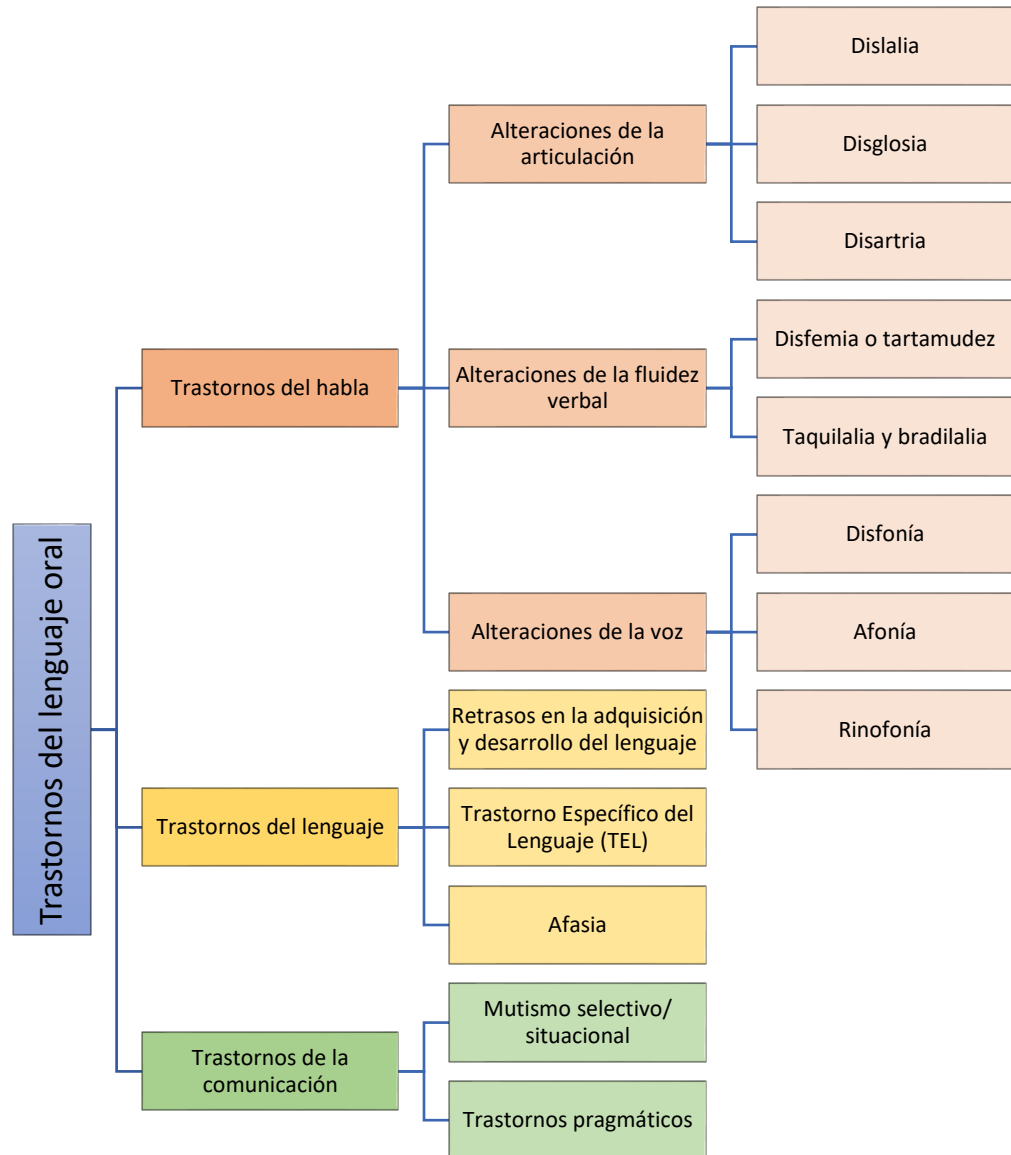 Trastornos del lenguaje oral
Trastornos del habla
Alteraciones de la
articulación
Dislalia
Disglosia
Disartria
Alteraciones de la fluidez
verbal
Disfemia o tartamudez
Taquilalia y bradilalia
Alteraciones de la voz
Disfonía
Afonía
Rinofonía
Trastornos del lenguaje
Retrasos en la adquisición
y desarrollo del lenguaje
Trastorno Específico del
Lenguaje (TEL)
Afasia
Trastornos de la
comunicación
Mutismo selectivo/
situacional
Trastornos pragmáticos